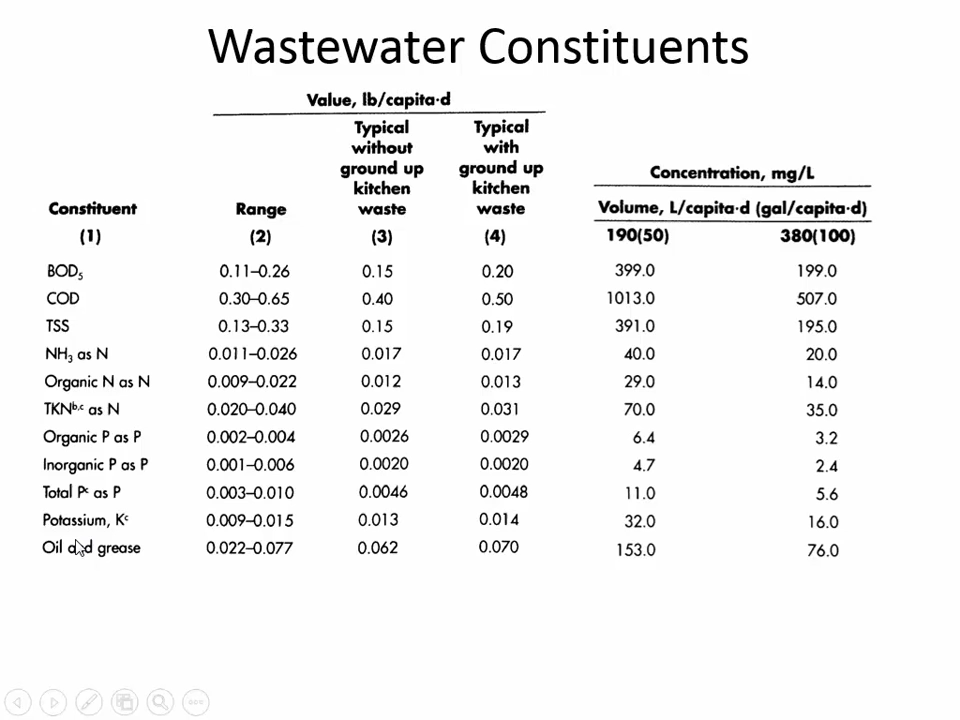 Wastewater Constituents
Value, lb/capita·d
Typical without ground up kitchen waste
Typical with ground up kitchen waste
Concentration, mg/L
Constituent Range Volume, L/capita·d (gal/capita·d)
(1) (2) (3) (4) 190(50) 380(100)
BOD₅ 0.11–0.26 0.15 0.20 399.0 199.0
COD 0.30–0.65 0.40 0.50 1013.0 507.0
TSS 0.13–0.33 0.15 0.19 391.0 195.0
NH₃ as N 0.011–0.026 0.017 0.017 40.0 20.0
Organic N as N 0.009–0.022 0.012 0.013 29.0 14.0
TKNᵇ,ᶜ as N 0.020–0.040 0.029 0.031 70.0 35.0
Organic P as P 0.002–0.004 0.0026 0.0029 6.4 3.2
Inorganic P as P 0.001–0.006 0.0020 0.0020 4.7 2.4
Total Pᶜ as P 0.003–0.010 0.0046 0.0048 11.0 5.6
Potassium, Kᶜ 0.009–0.015 0.013 0.014 32.0 16.0
Oil and grease 0.022–0.077 0.062 0.070 153.0 76.0